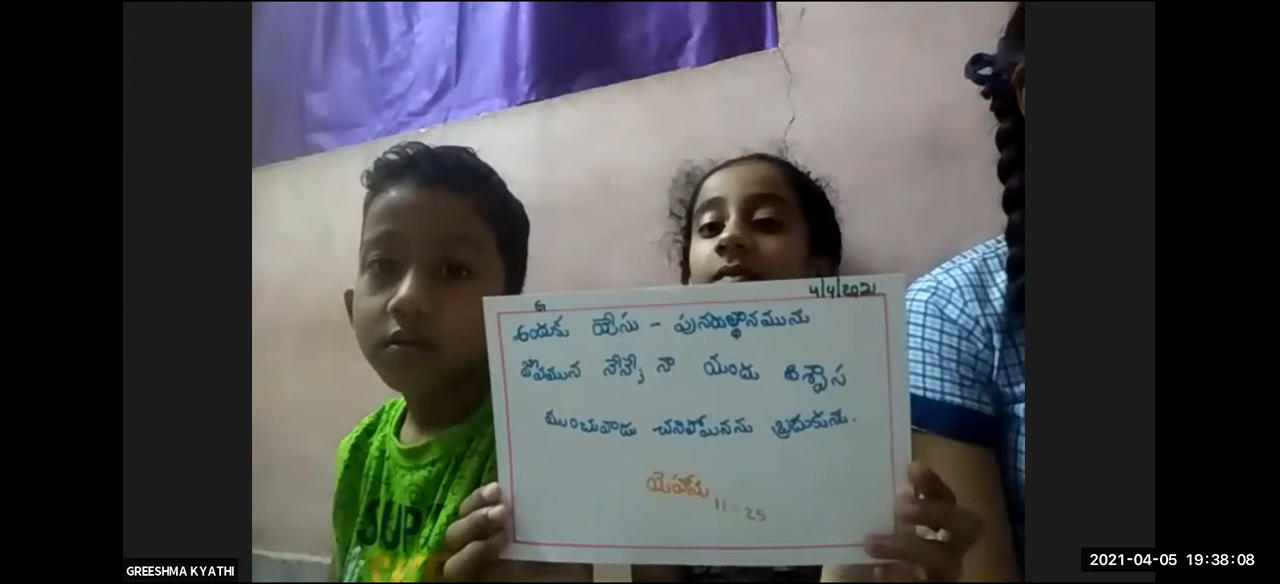 4/4/2021
అందుకు యేసు - పునరుత్థానమును
జీవమును నేనే; నా యందు విశ్వాస
ముంచువాడు చనిపోయినను బ్రదుకును.
యోహాను 11:25
SUP
GREESHMA KYATHI
2021-04-05 19:38:08